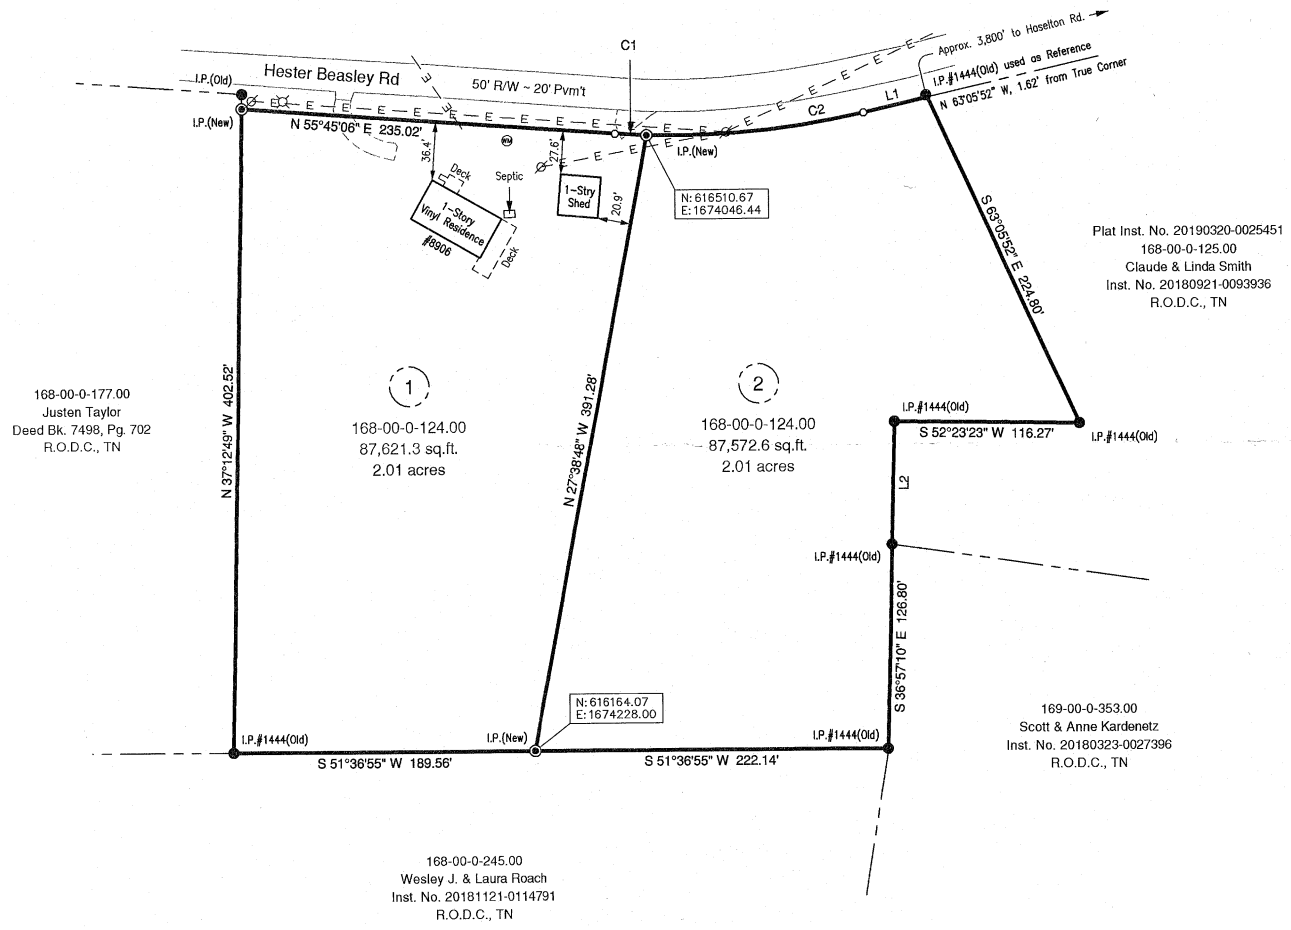 C1
Approx. 3,800' to Haselton Rd.
I.P.(Old)
Hester Beasley Rd
50' R/W ~ 20' Pvm't
I.P.#1444(Old) used as Reference
N 63°05'52" W, 1.62' from True Corner
L1
C2
I.P.(New)
N 55°45'06" E 235.02'
I.P.(New)
E E E E E E E E E E E
36.4'
WM
27.6'
Deck
Septic
1-Story
Vinyl Residence
#8906
Deck
1-Stry
Shed
20.9'
N: 616510.67
E: 1674046.44
S 63°05'52" E 224.80'
Plat Inst. No. 20190320-0025451
168-00-0-125.00
Claude & Linda Smith
Inst. No. 20180921-0093936
R.O.D.C., TN
168-00-0-177.00
Justen Taylor
Deed Bk. 7498, Pg. 702
R.O.D.C., TN
N 37°12'49" W 402.52'
1
168-00-0-124.00
87,621.3 sq.ft.
2.01 acres
N 27°38'48" W 391.28'
2
168-00-0-124.00
87,572.6 sq.ft.
2.01 acres
I.P.#1444(Old)
S 52°23'23" W 116.27'
I.P.#1444(Old)
L2
I.P.#1444(Old)
S 36°57'10" E 126.80'
N: 616164.07
E: 1674228.00
I.P.#1444(Old)
I.P.(New)
I.P.#1444(Old)
S 51°36'55" W 189.56'
S 51°36'55" W 222.14'
169-00-0-353.00
Scott & Anne Kardenetz
Inst. No. 20180323-0027396
R.O.D.C., TN
168-00-0-245.00
Wesley J. & Laura Roach
Inst. No. 20181121-0114791
R.O.D.C., TN